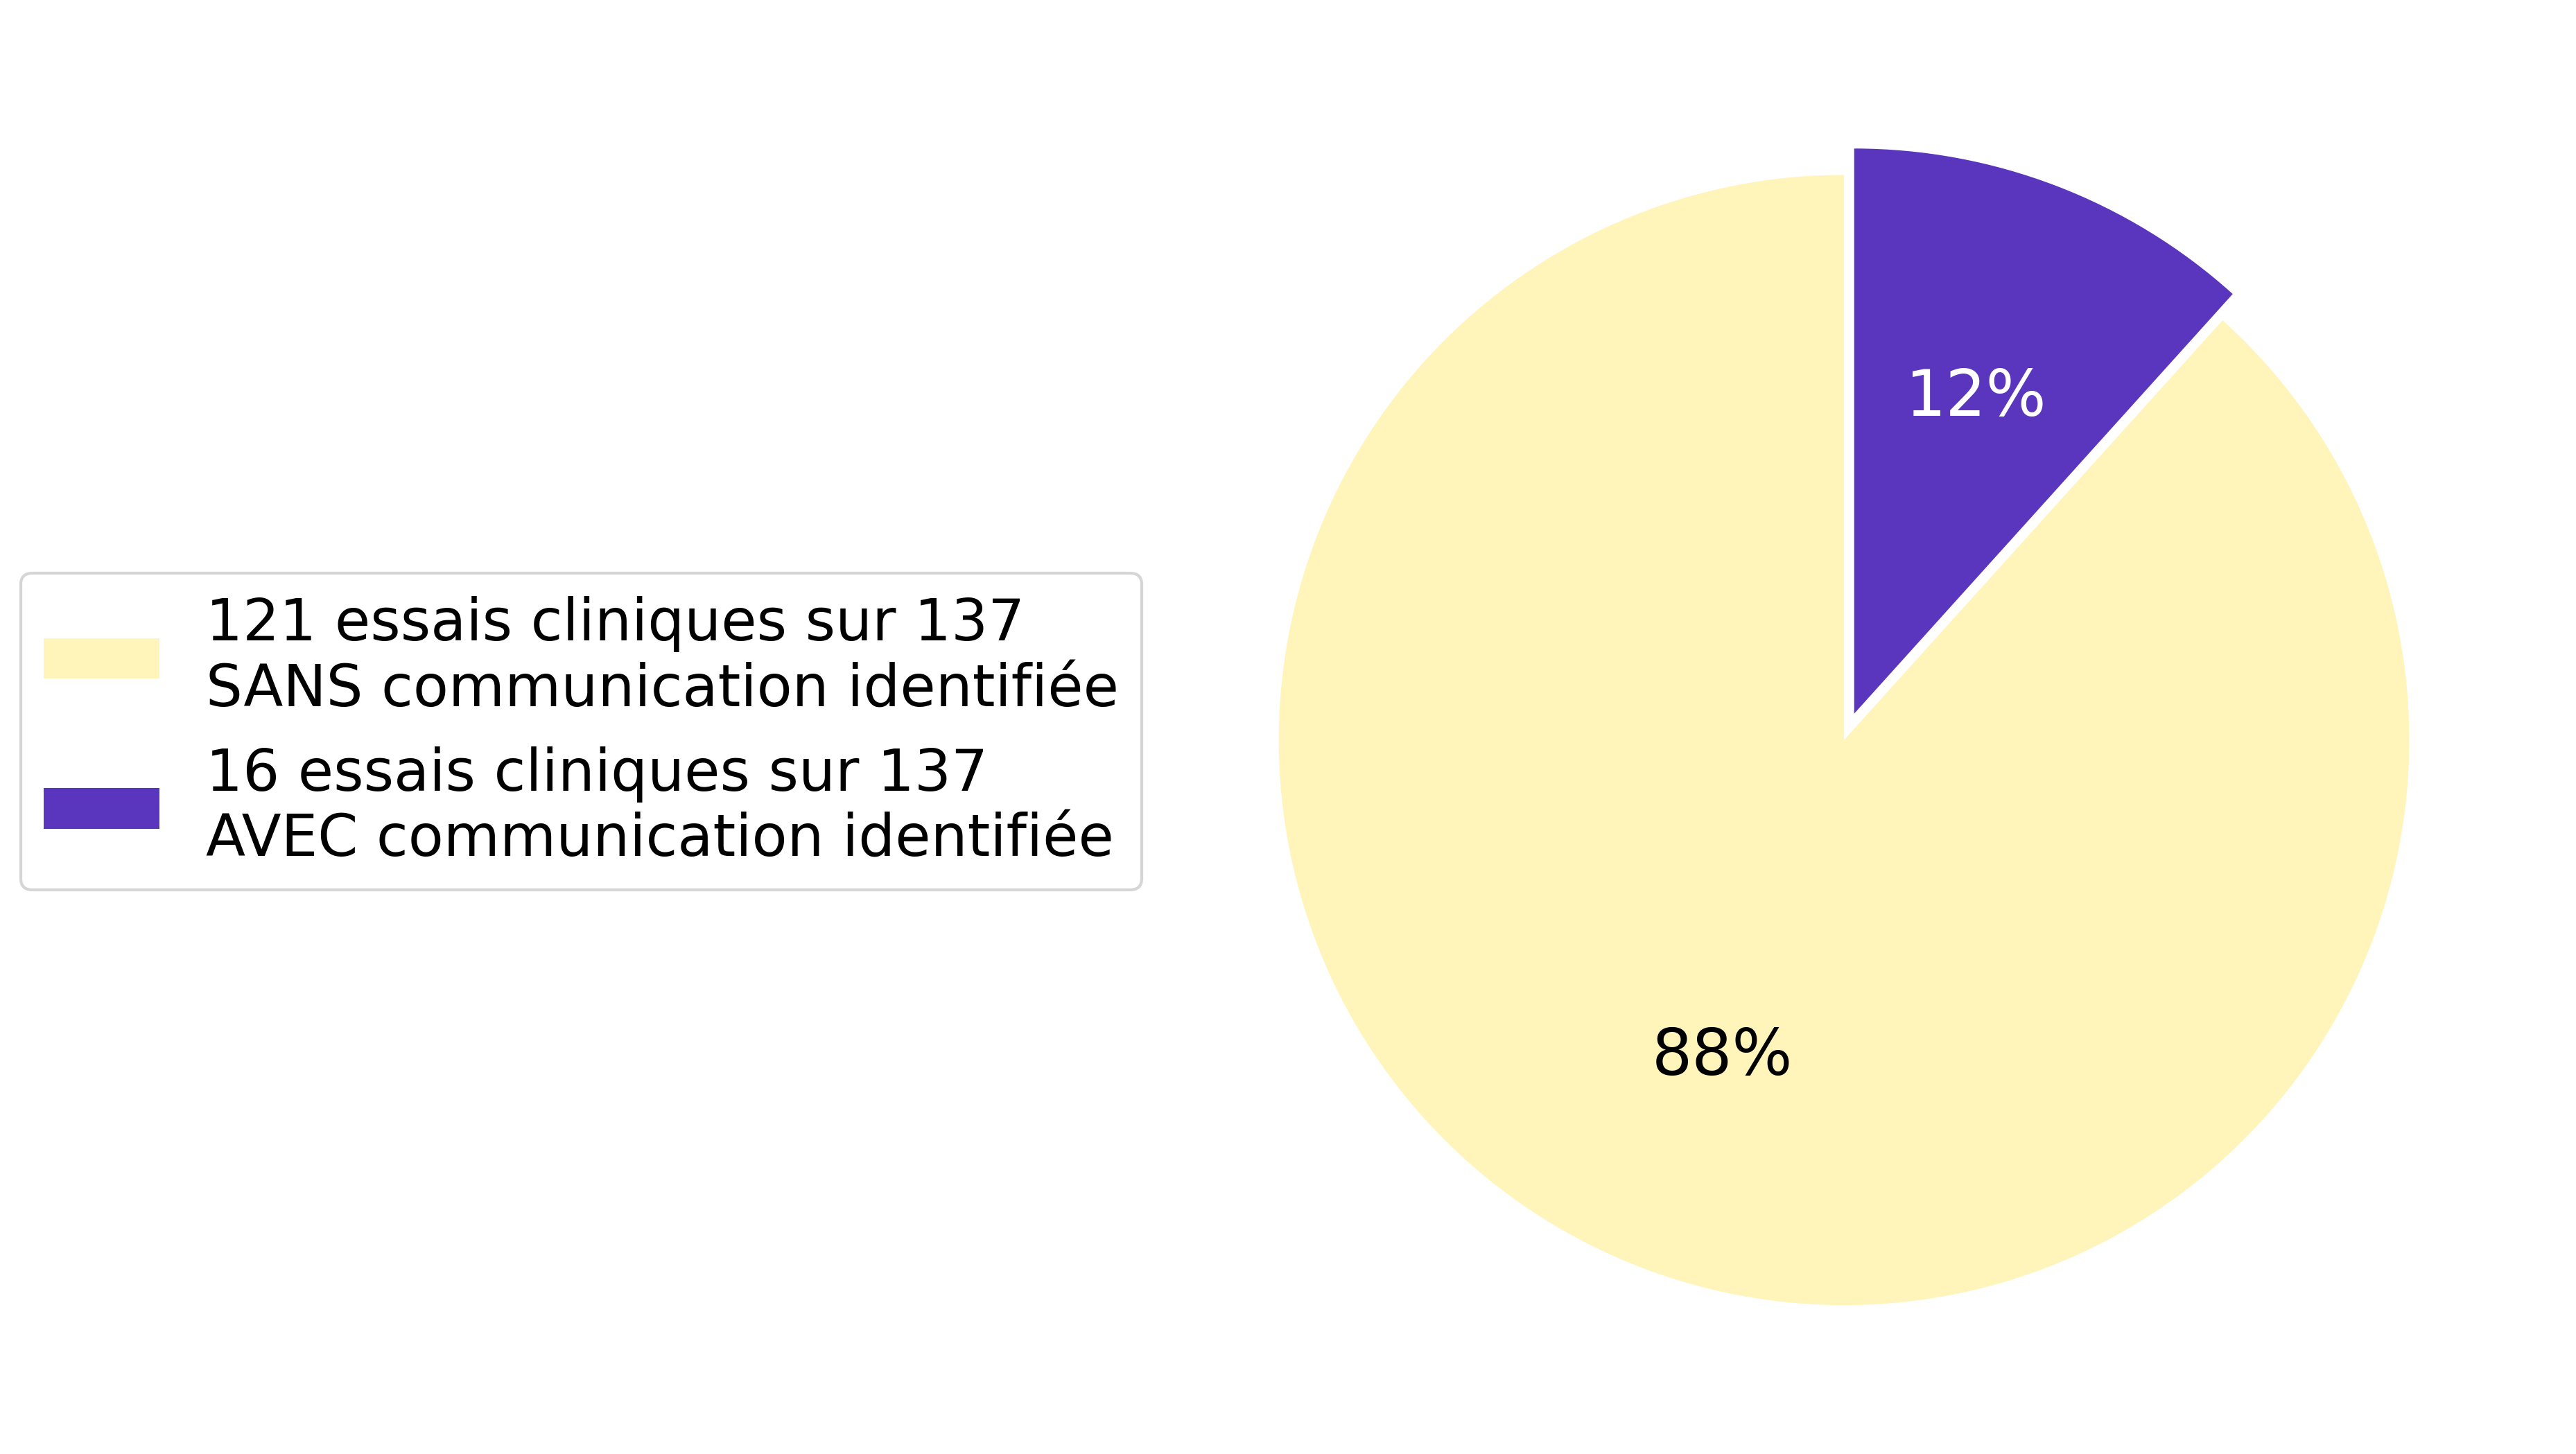 121 essais cliniques sur 137
SANS communication identifiée
16 essais cliniques sur 137
AVEC communication identifiée
12%
88%